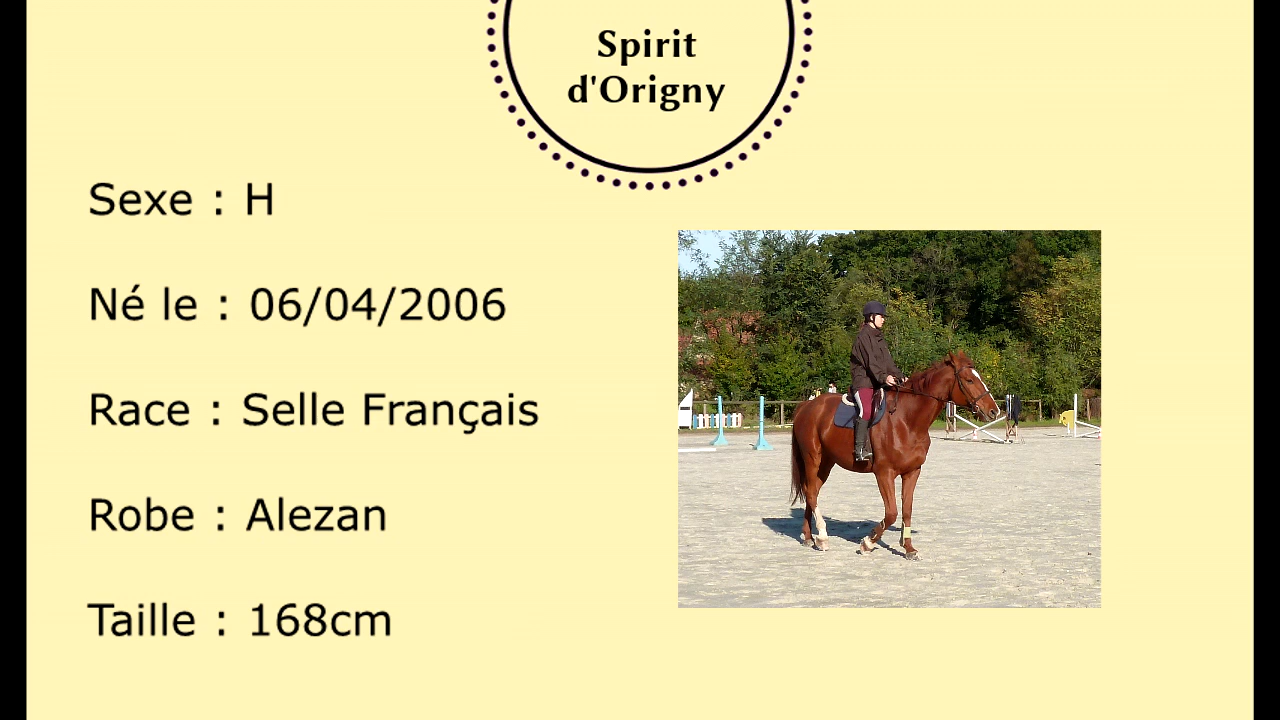 Spirit
d'Origny
Sexe : H
Né le : 06/04/2006
Race : Selle Français
Robe : Alezan
Taille : 168cm